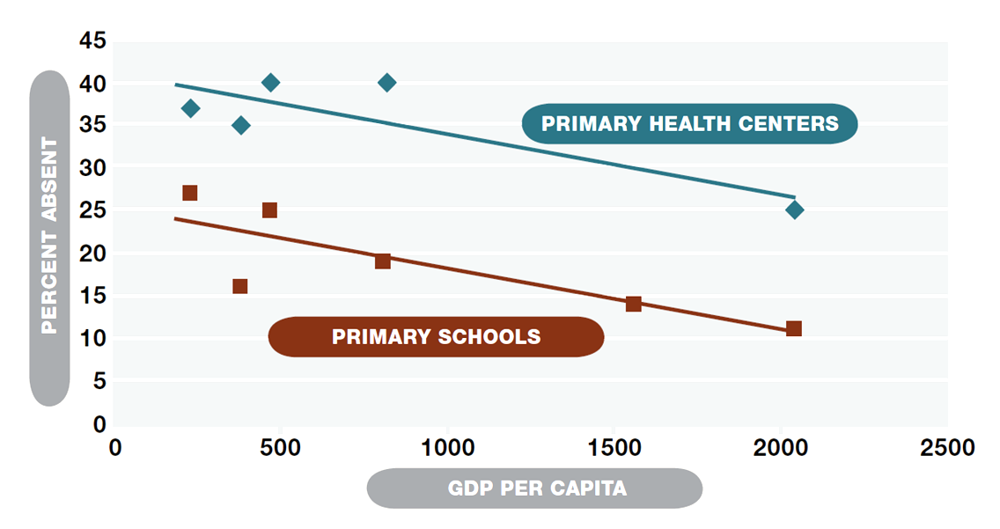 45
40
35
30
25
20
15
10
5
0
PERCENT ABSENT
PRIMARY HEALTH CENTERS
PRIMARY SCHOOLS
0 500 1000 1500 2000 2500
GDP PER CAPITA